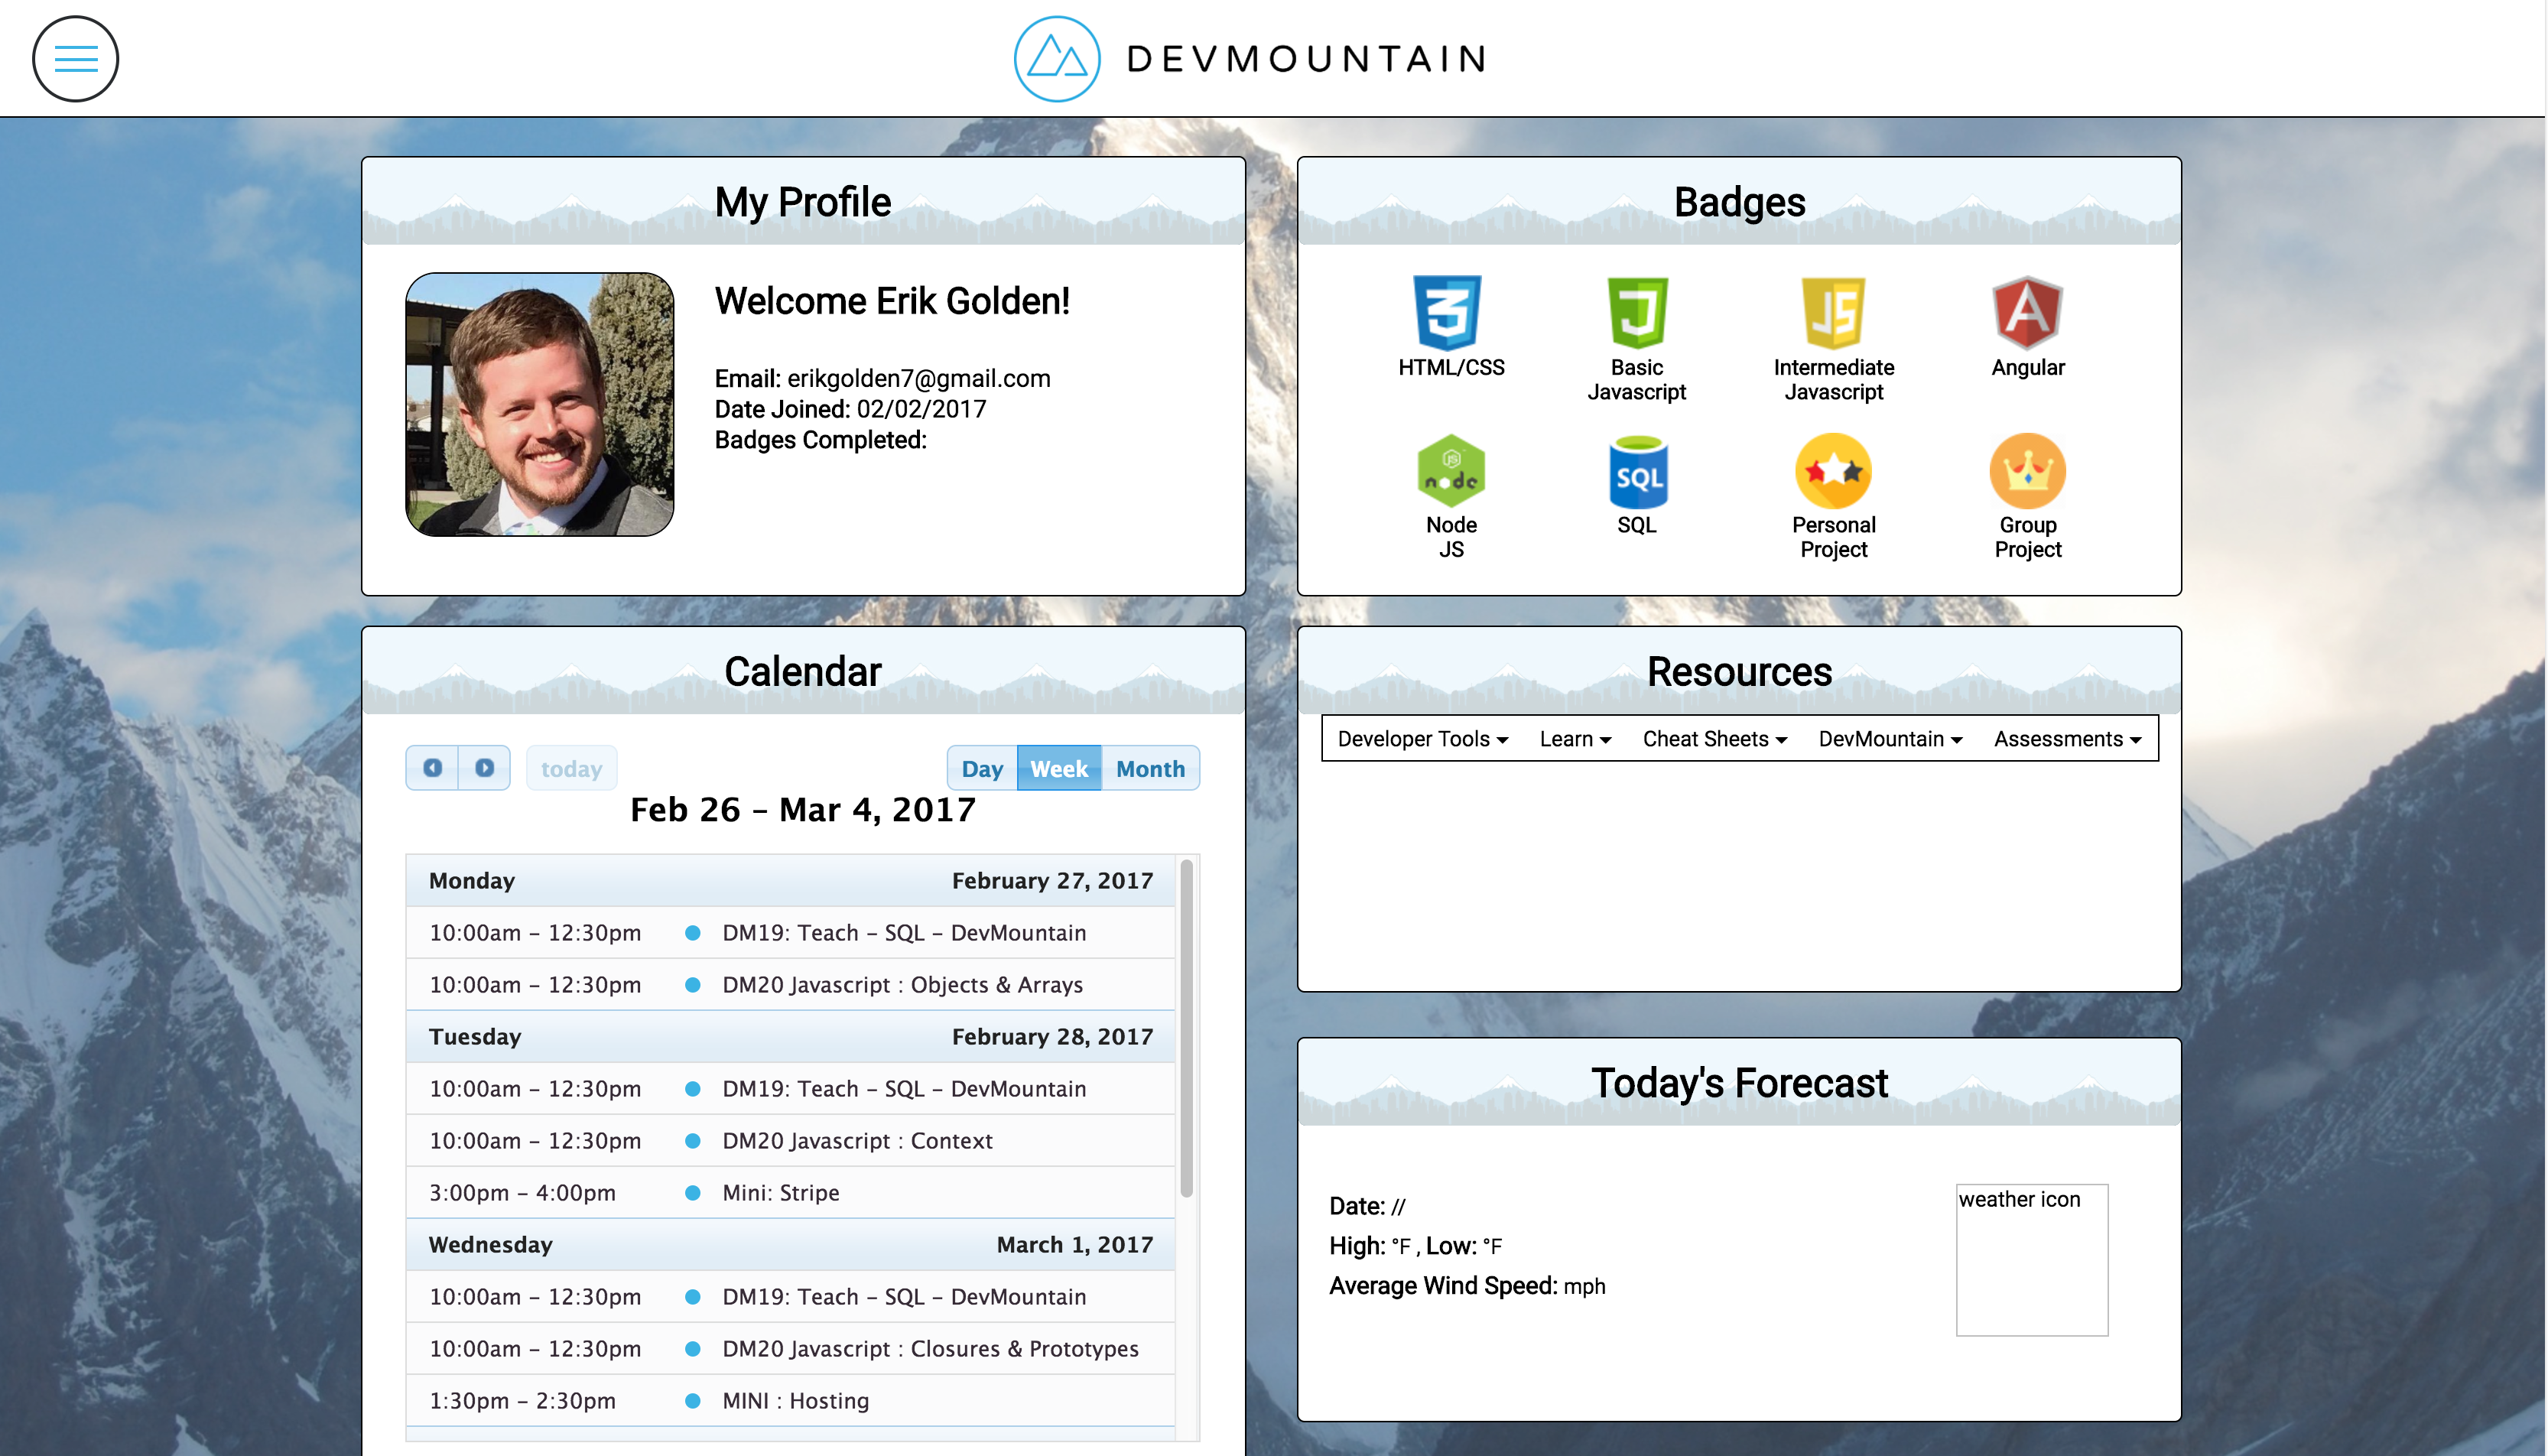 DEVMOUNTAIN
My Profile
Welcome Erik Golden!
Email: erikgolden7@gmail.com
Date Joined: 02/02/2017
Badges Completed:
Badges
3
HTML/CSS
J
Basic
Javascript
JS
Intermediate
Javascript
A
Angular
JS
node
Node
JS
SQL
SQL
Personal
Project
Group
Project
Calendar
today
Day Week Month
Feb 26 – Mar 4, 2017
Monday February 27, 2017
10:00am – 12:30pm DM19: Teach – SQL – DevMountain
10:00am – 12:30pm DM20 Javascript : Objects & Arrays
Tuesday February 28, 2017
10:00am – 12:30pm DM19: Teach – SQL – DevMountain
10:00am – 12:30pm DM20 Javascript : Context
3:00pm – 4:00pm Mini: Stripe
Wednesday March 1, 2017
10:00am – 12:30pm DM19: Teach – SQL – DevMountain
10:00am – 12:30pm DM20 Javascript : Closures & Prototypes
1:30pm – 2:30pm MINI : Hosting
Resources
Developer Tools Learn Cheat Sheets DevMountain Assessments
Today's Forecast
Date: //
High: °F , Low: °F
Average Wind Speed: mph
weather icon